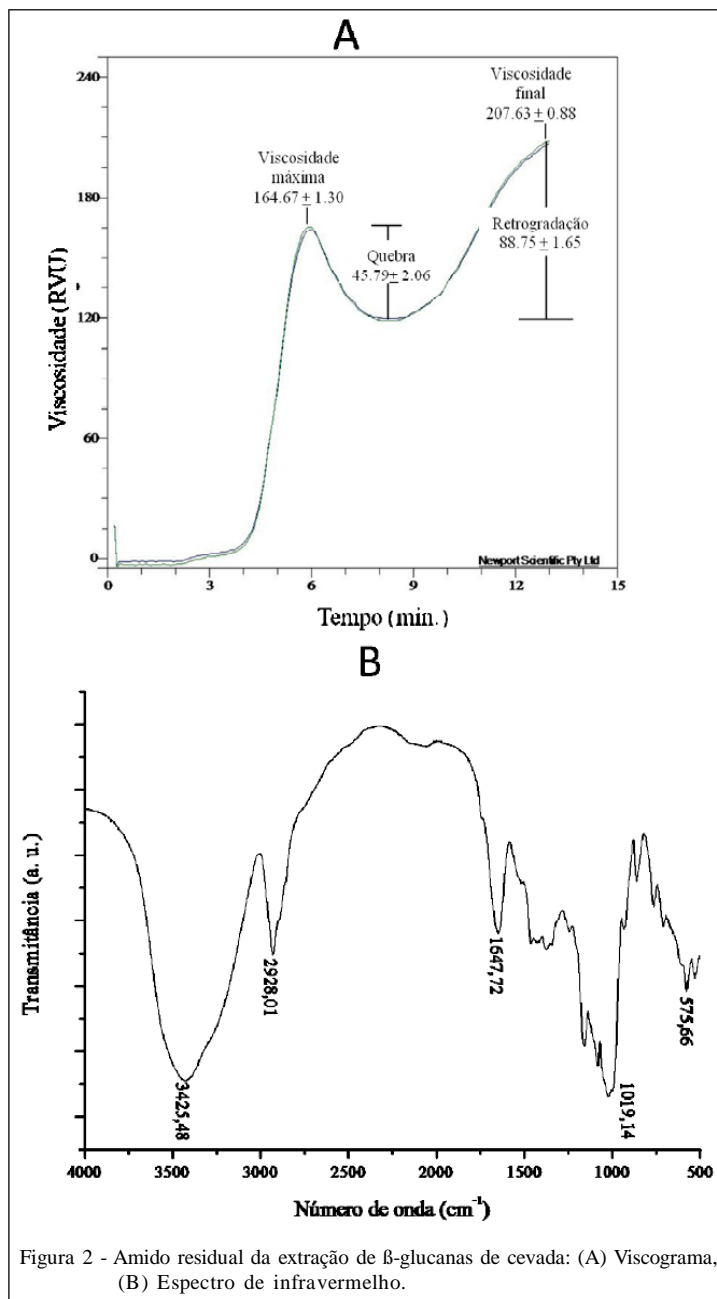 A
240
180
120
60
0
Viscosidade (RVU)
Viscosidade
máxima
164.67 ± 1.30
Quebra
45.79± 2.06
Viscosidade
final
207.63 ± 0.88
Retrogradação
88.75 ± 1.65
Newport Scientific Pty Ltd
0 3 6 9 12 15
Tempo (min.)
B
Transmitância (a. u.)
3425,48
2928,01
1647,72
1019,14
575,66
4000 3500 3000 2500 2000 1500 1000 500
Número de onda (cm⁻¹)
Figura 2 - Amido residual da extração de ß-glucanas de cevada: (A) Viscograma,
(B) Espectro de infravermelho.